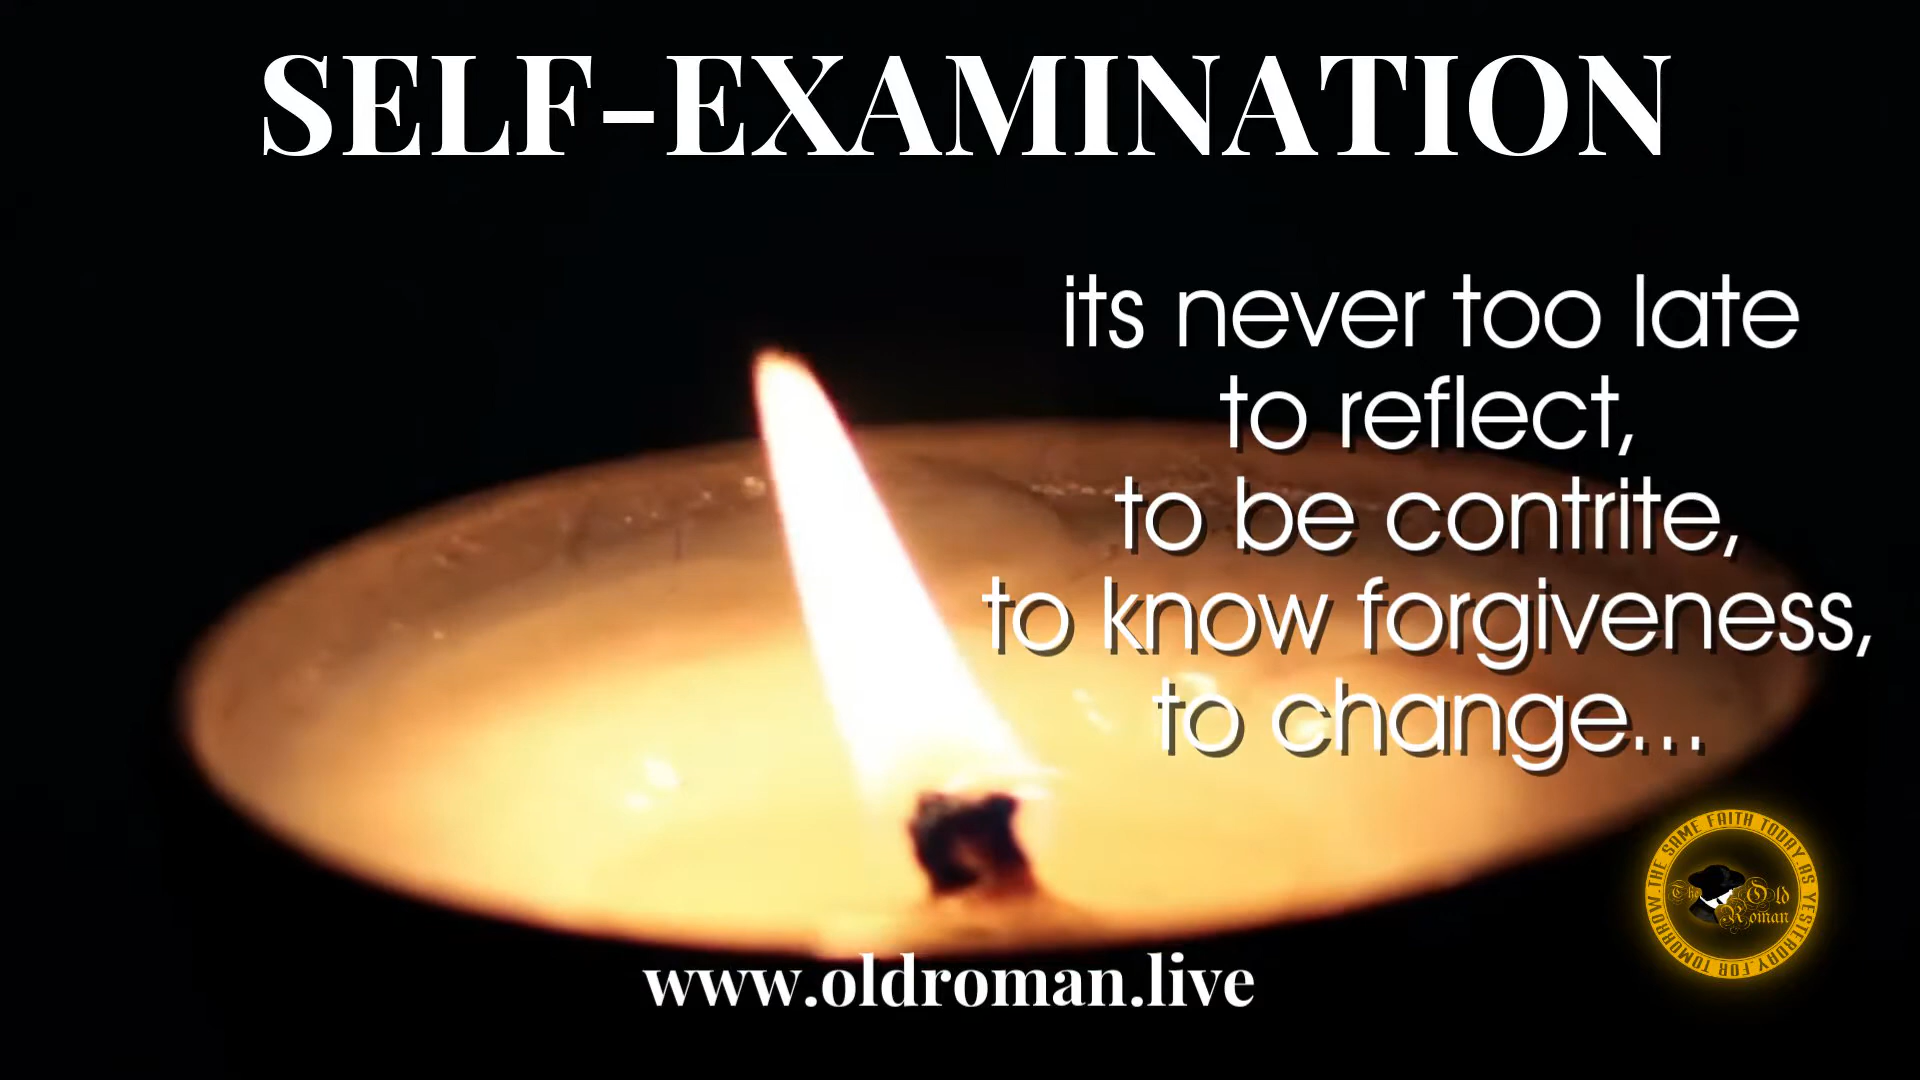 SELF-EXAMINATION
its never too late
to reflect,
to be contrite,
to know forgiveness,
to change...
THE SAME FAITH TODAY AS YESTERDAY FOR TOMORROW
The Old
Roman
www.oldroman.live